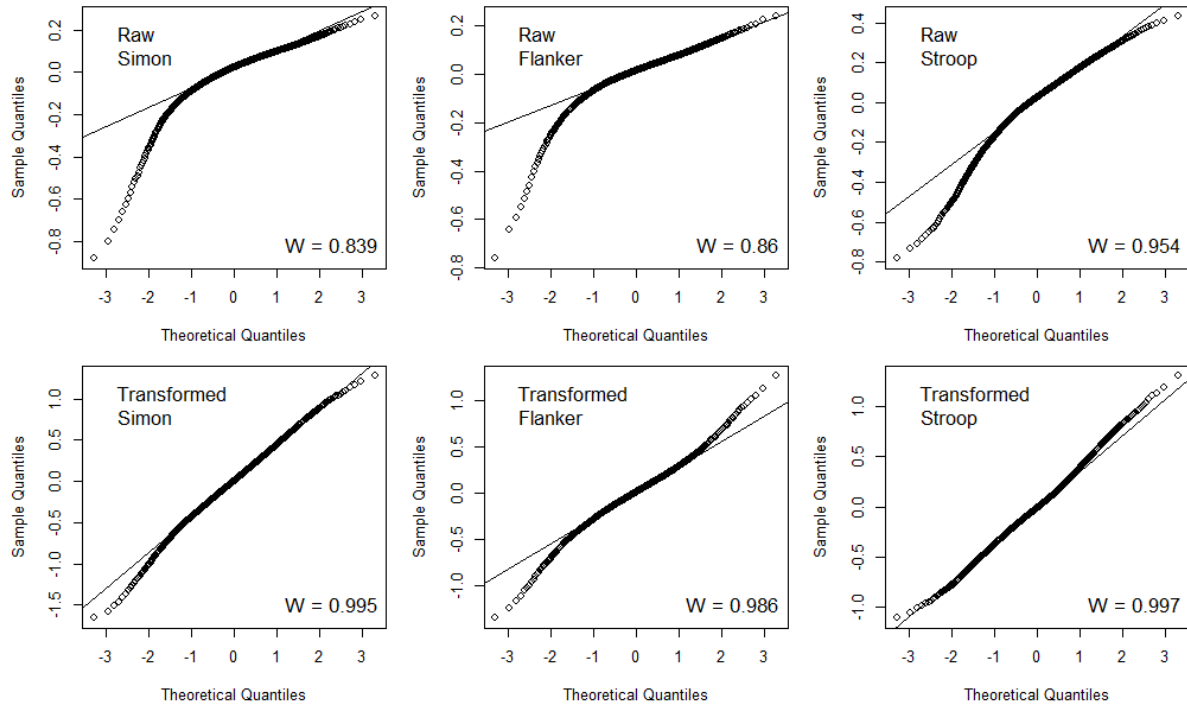 Raw
Simon
Sample Quantiles
0.2
0.0
-0.2
-0.4
-0.6
-0.8
W = 0.839
-3 -2 -1 0 1 2 3
Theoretical Quantiles
Raw
Flanker
Sample Quantiles
0.2
0.0
-0.2
-0.4
-0.6
-0.8
W = 0.86
-3 -2 -1 0 1 2 3
Theoretical Quantiles
Raw
Stroop
Sample Quantiles
0.4
0.2
0.0
-0.2
-0.4
-0.6
-0.8
W = 0.954
-3 -2 -1 0 1 2 3
Theoretical Quantiles
Transformed
Simon
Sample Quantiles
1.0
0.5
0.0
-0.5
-1.0
-1.5
W = 0.995
-3 -2 -1 0 1 2 3
Theoretical Quantiles
Transformed
Flanker
Sample Quantiles
1.0
0.5
0.0
-0.5
-1.0
W = 0.986
-3 -2 -1 0 1 2 3
Theoretical Quantiles
Transformed
Stroop
Sample Quantiles
1.0
0.5
0.0
-0.5
-1.0
W = 0.997
-3 -2 -1 0 1 2 3
Theoretical Quantiles